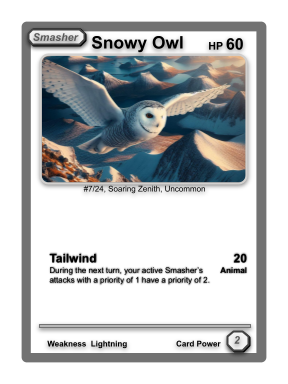 Smasher Snowy Owl HP 60
#7/24, Soaring Zenith, Uncommon
Tailwind 20
During the next turn, your active Smasher's Animal
attacks with a priority of 1 have a priority of 2.
Weakness Lightning Card Power 2